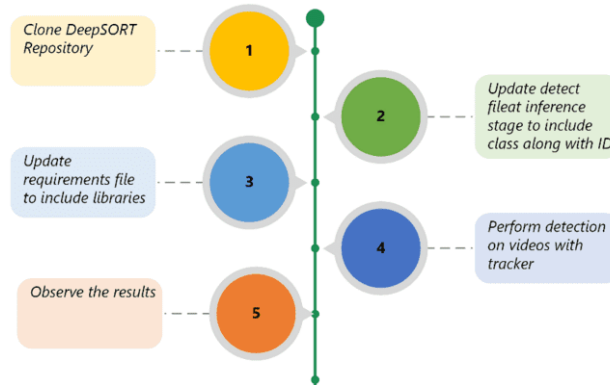 Clone DeepSORT
Repository
1
2
Update detect
fileat inference
stage to include
class along with ID
Update
requirements file
to include libraries
3
4
Perform detection
on videos with
tracker
Observe the results
5